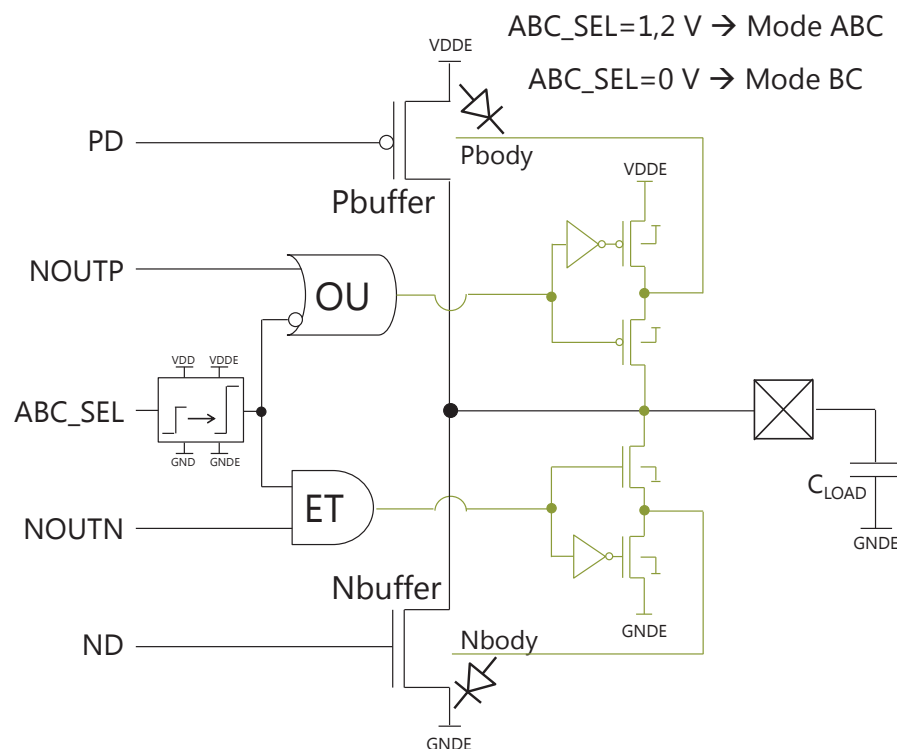 ABC_SEL=1,2 V → Mode ABC
VDDE
ABC_SEL=0 V → Mode BC
PD
Pbody
VDDE
Pbuffer
NOUTP
OU
VDD VDDE
ABC_SEL
GND GNDE
CLOAD
ET
NOUTN
GNDE
Nbuffer
GNDE
ND
Nbody
GNDE